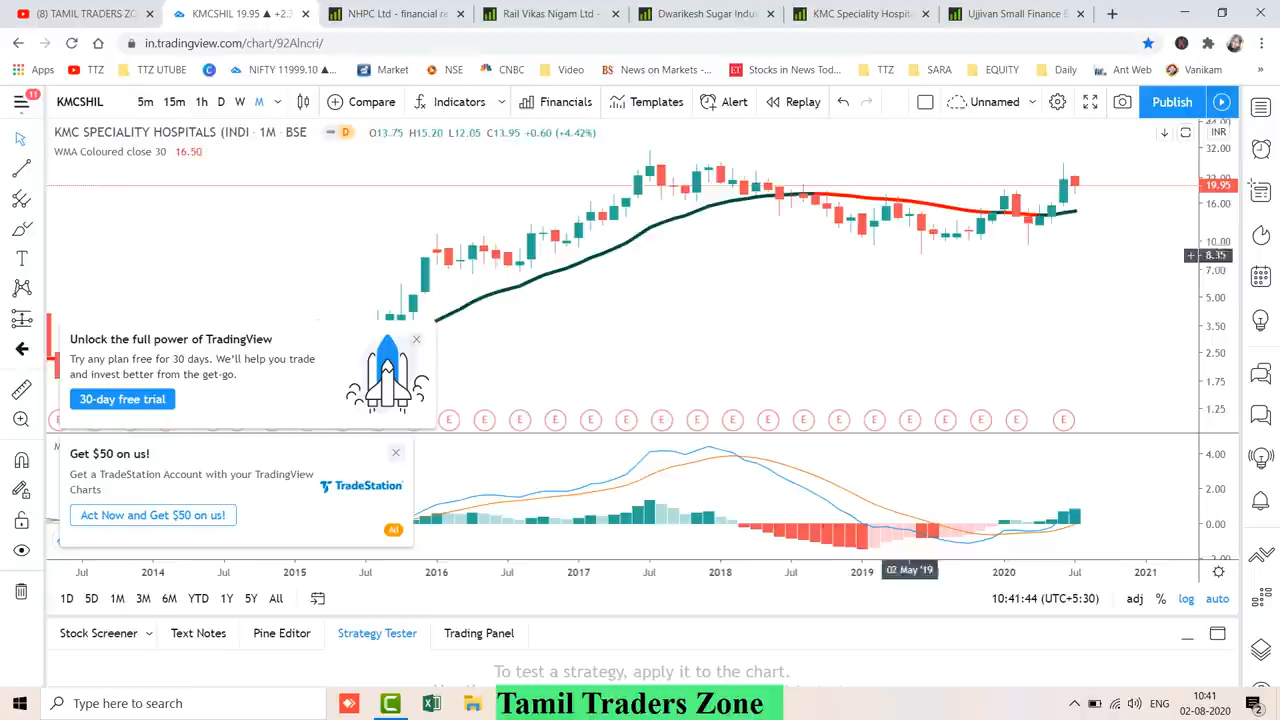 (6) TAMIL TRADERS ZO
KMCSHIL 19.95 ▲ +2.3
NHPC Ltd - financial re
Rail Vikas Nigam Ltd -
Dwarikesh Sugar Indus
KMC Speciality Hospita
Ujjivan Small Finance B
in.tradingview.com/chart/92Alncri/
Apps TTZ TTZ UTUBE NIFTY 11999.10 ▲... Market NSE CNBC Video News on Markets -... Stocks in News Tod... TTZ SARA EQUITY Daily Ant Web Vanikam »
11 KMCSHIL 5m 15m 1h D W M Compare Indicators Financials Templates Alert Replay Unnamed Publish
KMC SPECIALITY HOSPITALS (INDI · 1M · BSE D O13.75 H15.20 L12.05 C13.95 +0.60 (+4.42%) INR
WMA Coloured close 30 16.50
32.00
19.95
16.00
10.00
8.35
7.00
5.00
3.50
2.50
1.75
1.25
Unlock the full power of TradingView
Try any plan free for 30 days. We'll help you trade
and invest better from the get-go.
30-day free trial
E E E E E E E E E E E E E E E E E E
Get $50 on us!
Get a TradeStation Account with your TradingView
Charts
TradeStation
Act Now and Get $50 on us!
Ad
4.00
2.00
0.00
Jul 2014 Jul 2015 2016 Jul 2017 Jul 2018 Jul 2019 02 May '19 2020 Jul 2021
1D 5D 1M 3M 6M YTD 1Y 5Y All 10:41:44 (UTC+5:30) adj % log auto
Stock Screener Text Notes Pine Editor Strategy Tester Trading Panel
To test a strategy, apply it to the chart.
Type here to search
Tamil Traders Zone
ENG
10:41
02-08-2020
2